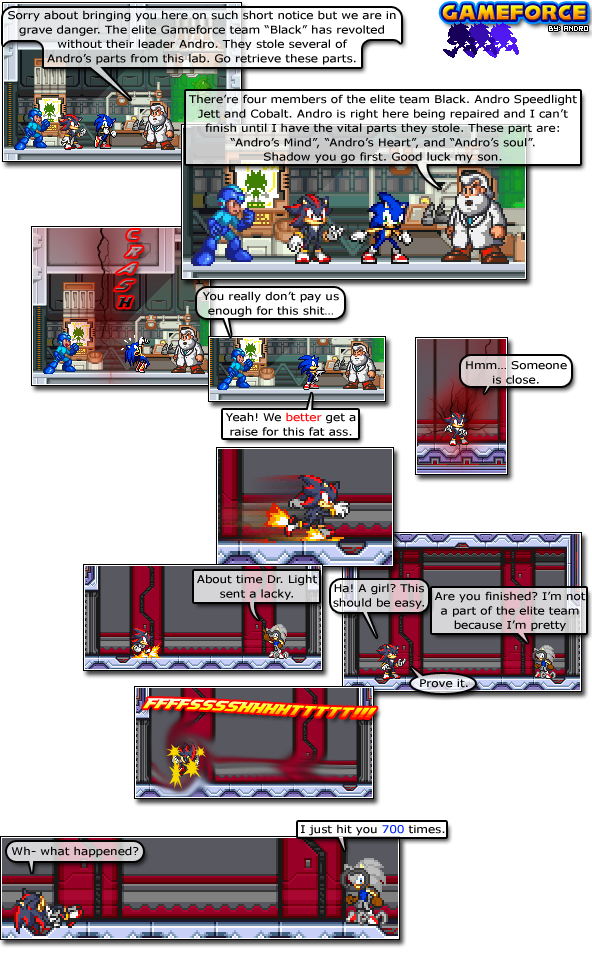 GAMEFORCE
BY: ANDRO
Sorry about bringing you here on such short notice but we are in
grave danger. The elite Gameforce team “Black” has revolted
without their leader Andro. They stole several of
Andro’s parts from this lab. Go retrieve these parts.
There’re four members of the elite team Black. Andro Speedlight
Jett and Cobalt. Andro is right here being repaired and I can’t
finish until I have the vital parts they stole. These part are:
“Andro’s Mind”, “Andro’s Heart”, and “Andro’s soul”.
Shadow you go first. Good luck my son.
CRASH
You really don’t pay us
enough for this shit...
Yeah! We better get a
raise for this fat ass.
Hmm... Someone
is close.
About time Dr. Light
sent a lacky.
Ha! A girl? This
should be easy.
Are you finished? I’m not
a part of the elite team
because I’m pretty
Prove it.
FFFFSSSSSHHHHTTTTTT!!!
I just hit you 700 times.
Wh- what happened?